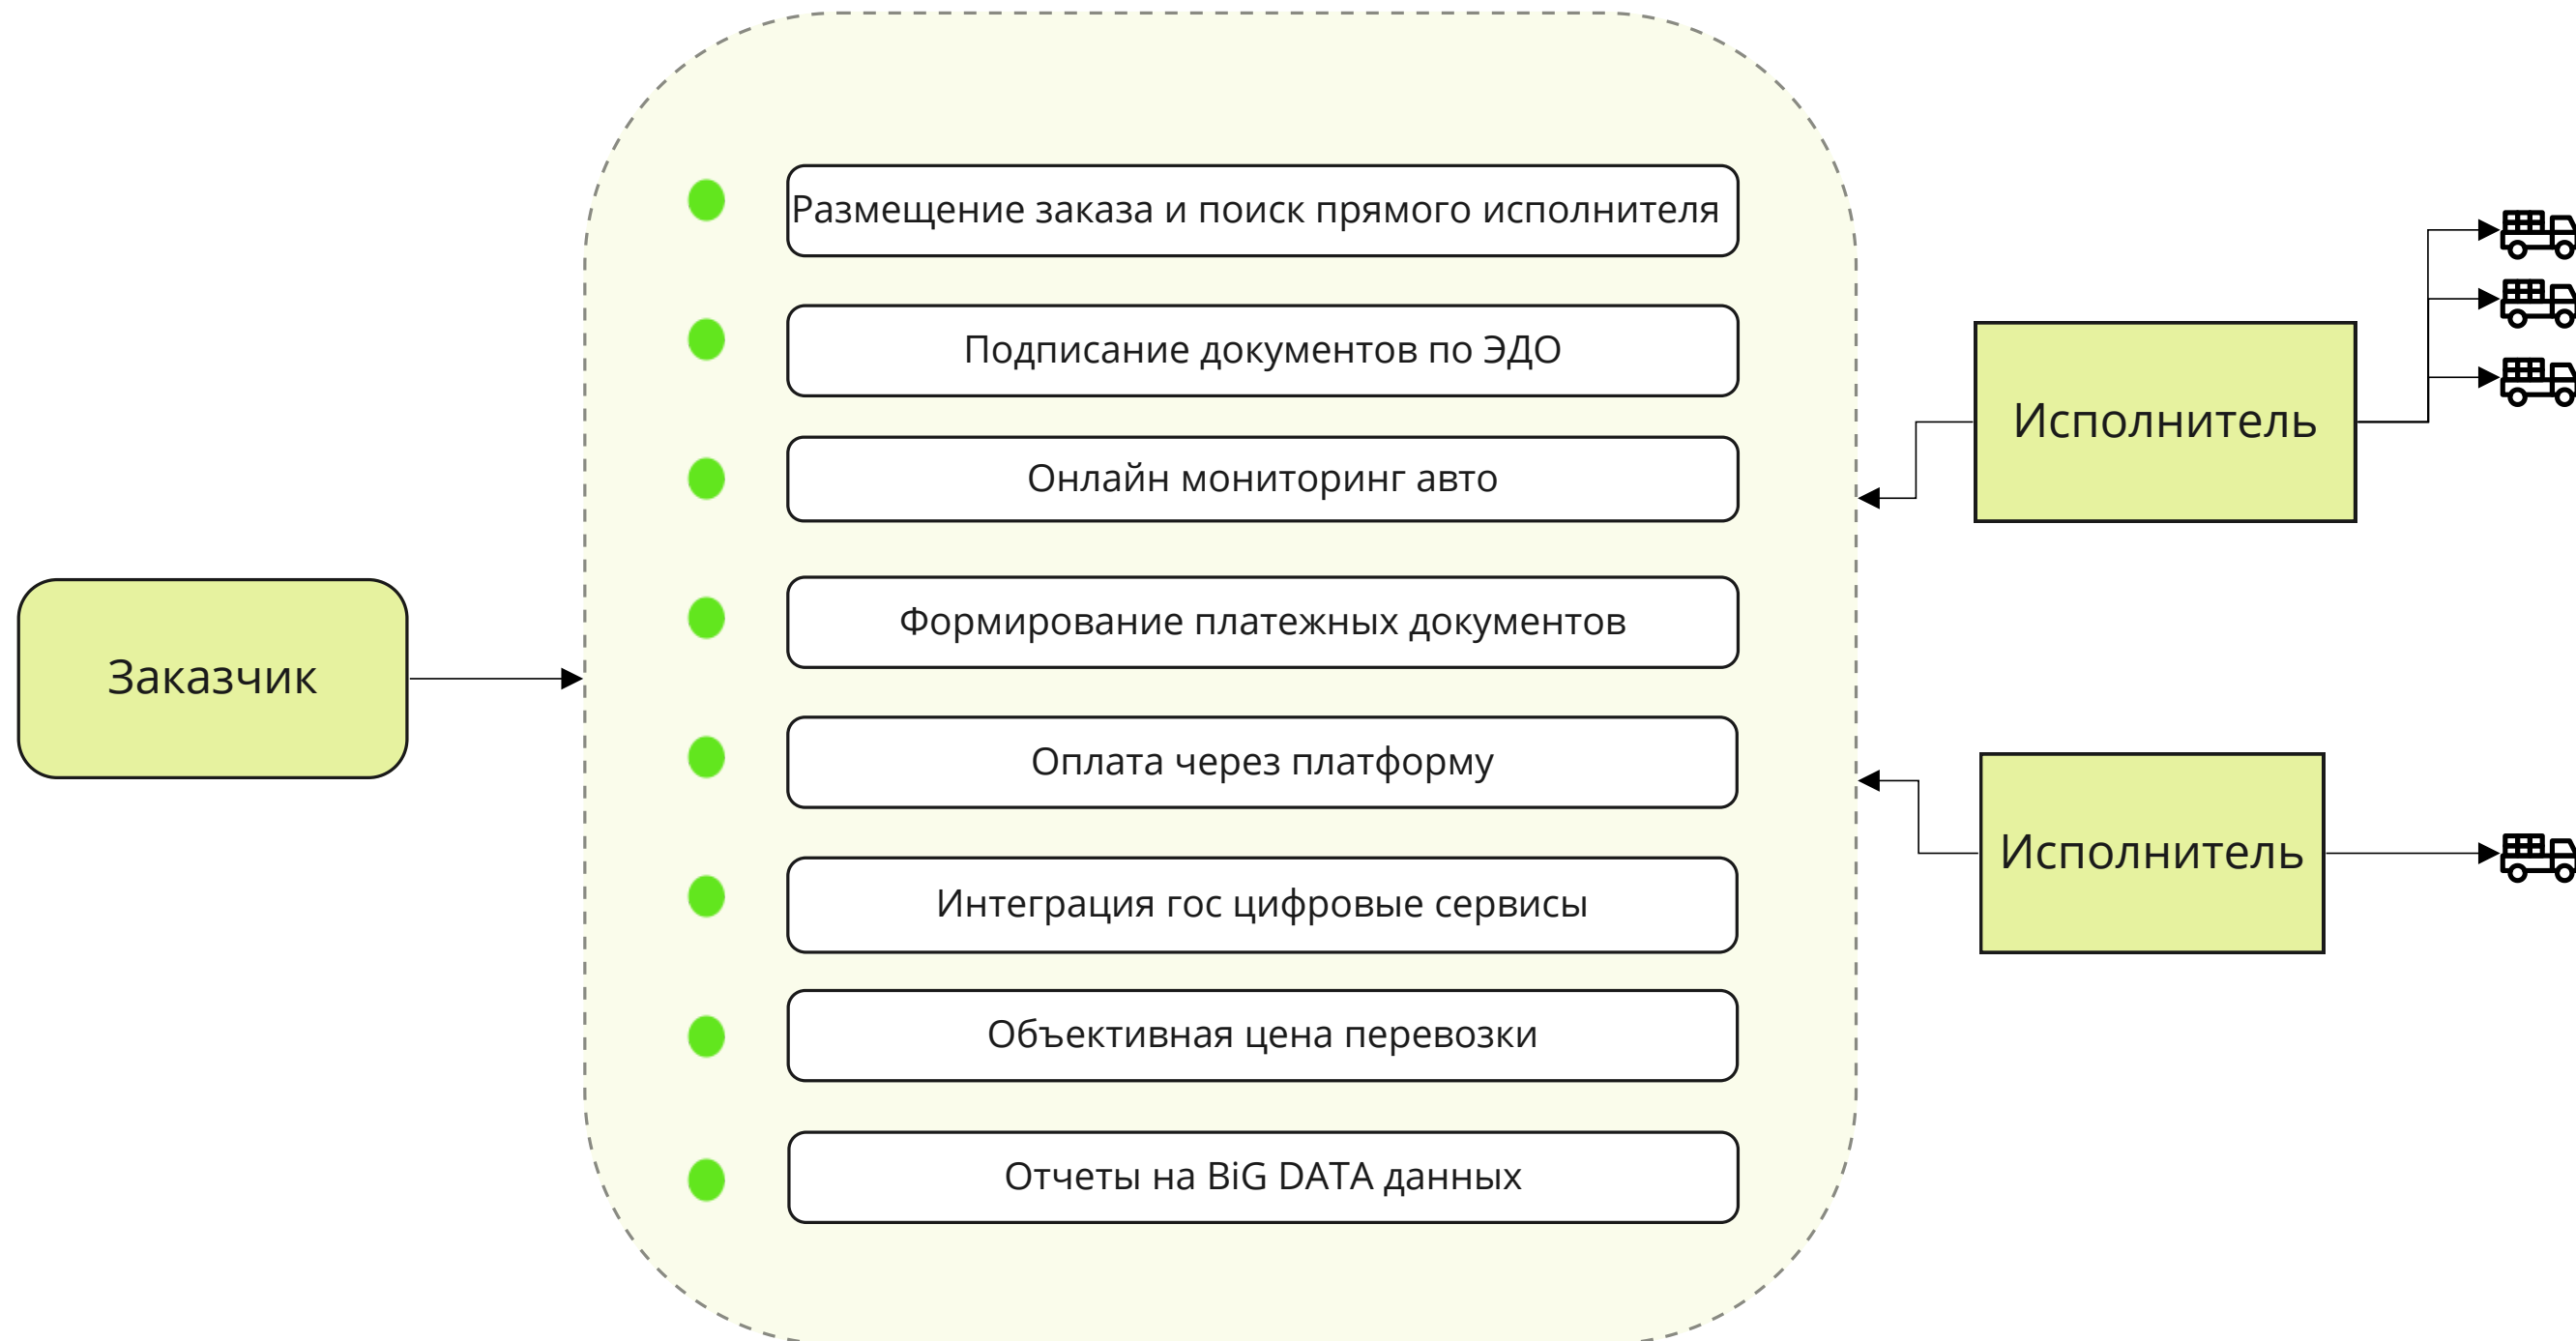 Заказчик
Размещение заказа и поиск прямого исполнителя
Подписание документов по ЭДО
Онлайн мониторинг авто
Формирование платежных документов
Оплата через платформу
Интеграция гос цифровые сервисы
Объективная цена перевозки
Отчеты на BiG DATA данных
Исполнитель
Исполнитель